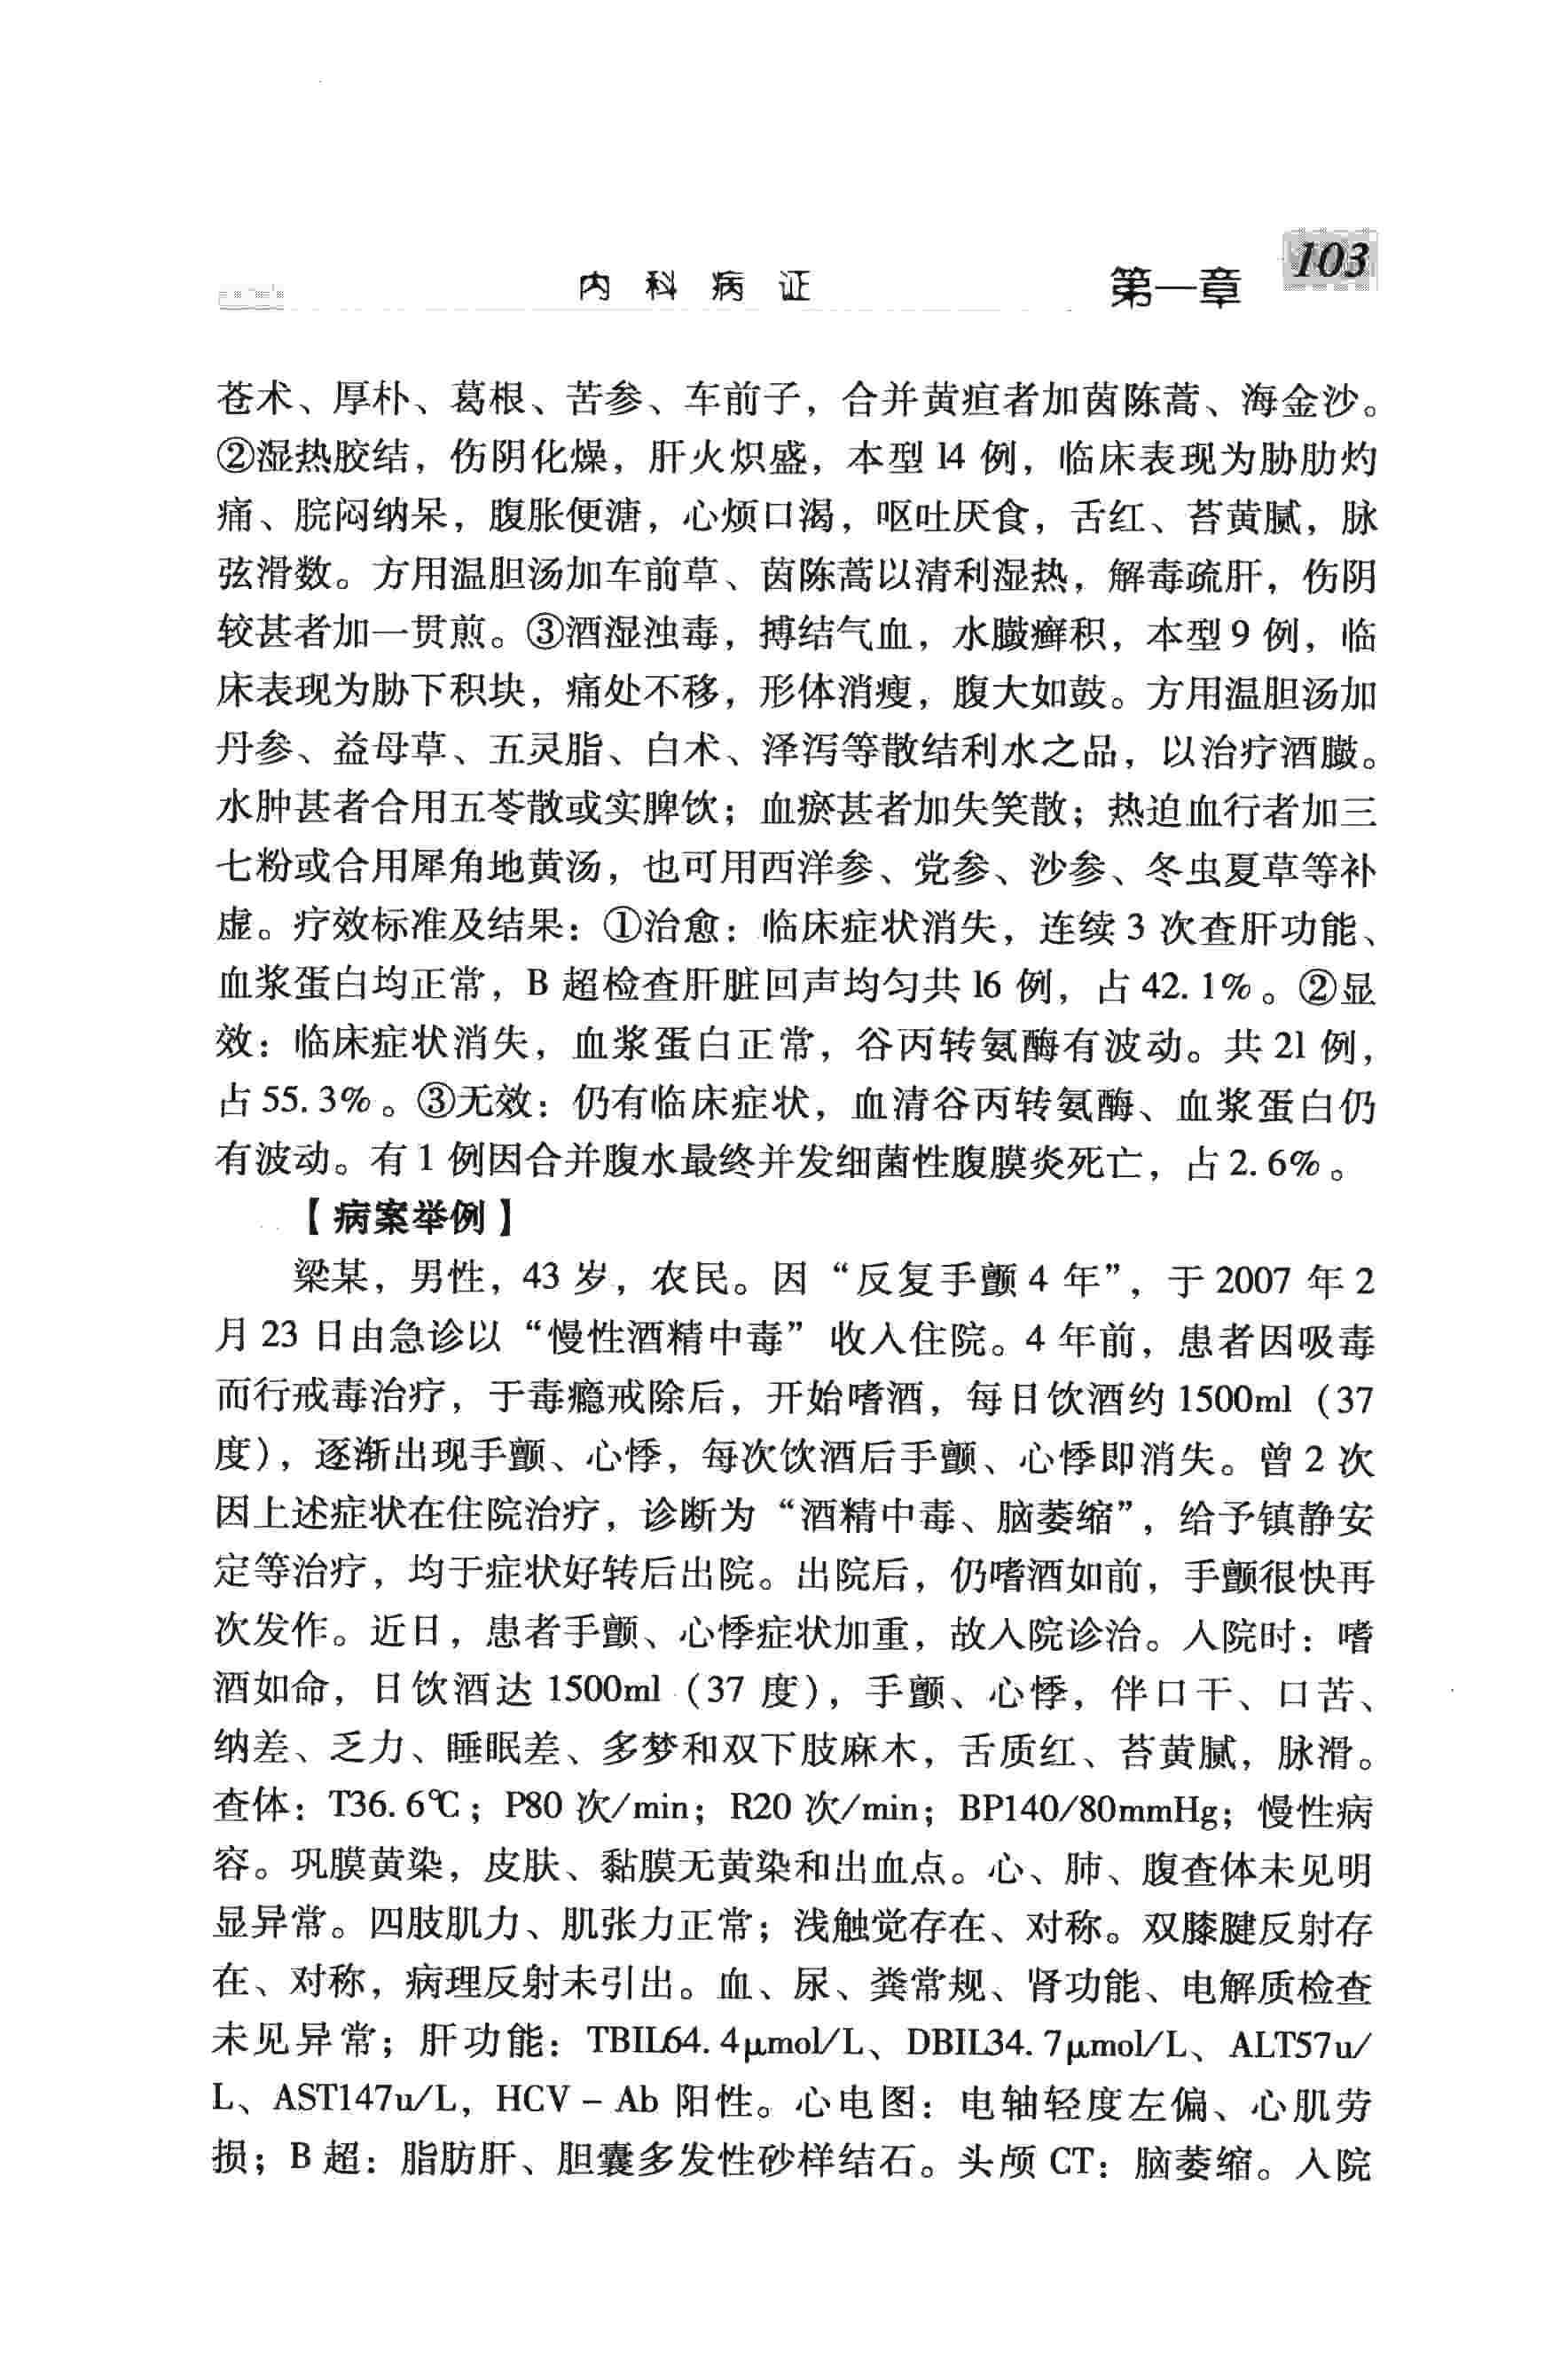 内科病证 第一章 103
苍术、厚朴、葛根、苦参、车前子，合并黄疸者加茵陈蒿、海金沙。
②湿热胶结，伤阴化燥，肝火炽盛，本型14例，临床表现为胁肋灼
痛、脘闷纳呆，腹胀便溏，心烦口渴，呕吐厌食，舌红、苔黄腻，脉
弦滑数。方用温胆汤加车前草、茵陈蒿以清利湿热，解毒疏肝，伤阴
较甚者加一贯煎。③酒湿浊毒，搏结气血，水臌癖积，本型9例，临
床表现为胁下积块，痛处不移，形体消瘦，腹大如鼓。方用温胆汤加
丹参、益母草、五灵脂、白术、泽泻等散结利水之品，以治疗酒臌。
水肿甚者合用五苓散或实脾饮；血瘀甚者加失笑散；热迫血行者加三
七粉或合用犀角地黄汤，也可用西洋参、党参、沙参、冬虫夏草等补
虚。疗效标准及结果：①治愈：临床症状消失，连续3次查肝功能、
血浆蛋白均正常，B超检查肝脏回声均匀共16例，占42.1%。②显
效：临床症状消失，血浆蛋白正常，谷丙转氨酶有波动。共21例，
占55.3%。③无效：仍有临床症状，血清谷丙转氨酶、血浆蛋白仍
有波动。有1例因合并腹水最终并发细菌性腹膜炎死亡，占2.6%。
【病案举例】
梁某，男性，43岁，农民。因“反复手颤4年”，于2007年2
月23日由急诊以“慢性酒精中毒”收入住院。4年前，患者因吸毒
而行戒毒治疗，于毒瘾戒除后，开始嗜酒，每日饮酒约1500ml（37
度），逐渐出现手颤、心悸，每次饮酒后手颤、心悸即消失。曾2次
因上述症状在住院治疗，诊断为“酒精中毒、脑萎缩”，给予镇静安
定等治疗，均于症状好转后出院。出院后，仍嗜酒如前，手颤很快再
次发作。近日，患者手颤、心悸症状加重，故入院诊治。入院时：嗜
酒如命，日饮酒达1500ml（37度），手颤、心悸，伴口干、口苦、
纳差、乏力、睡眠差、多梦和双下肢麻木，舌质红、苔黄腻，脉滑。
查体：T36.6℃；P80次/min；R20次/min；BP140/80mmHg；慢性病
容。巩膜黄染，皮肤、黏膜无黄染和出血点。心、肺、腹查体未见明
显异常。四肢肌力、肌张力正常；浅触觉存在、对称。双膝腱反射存
在、对称，病理反射未引出。血、尿、粪常规、肾功能、电解质检查
未见异常；肝功能：TBIL64.4μmol/L、DBIL34.7μmol/L、ALT57u/
L、AST147u/L，HCV－Ab阳性。心电图：电轴轻度左偏、心肌劳
损；B超：脂肪肝、胆囊多发性砂样结石。头颅CT：脑萎缩。入院